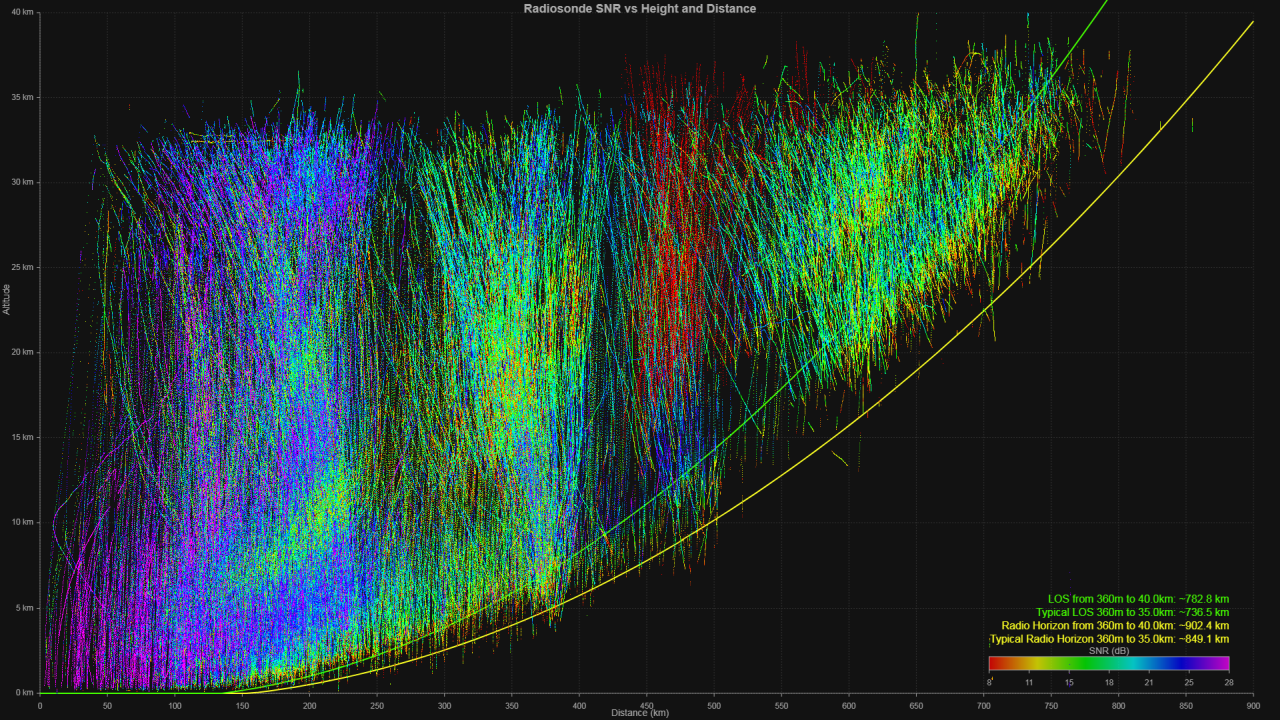 Radiosonde SNR vs Height and Distance
40 km
35 km
30 km
25 km
20 km
15 km
10 km
5 km
0 km
Altitude
LOS from 360m to 40.0km: ~782.8 km
Typical LOS 360m to 35.0km: ~736.5 km
Radio Horizon from 360m to 40.0km: ~902.4 km
Typical Radio Horizon 360m to 35.0km: ~849.1 km
SNR (dB)
8 11 15 18 21 25 28
0 50 100 150 200 250 300 350 400 450 500 550 600 650 700 750 800 850 900
Distance (km)